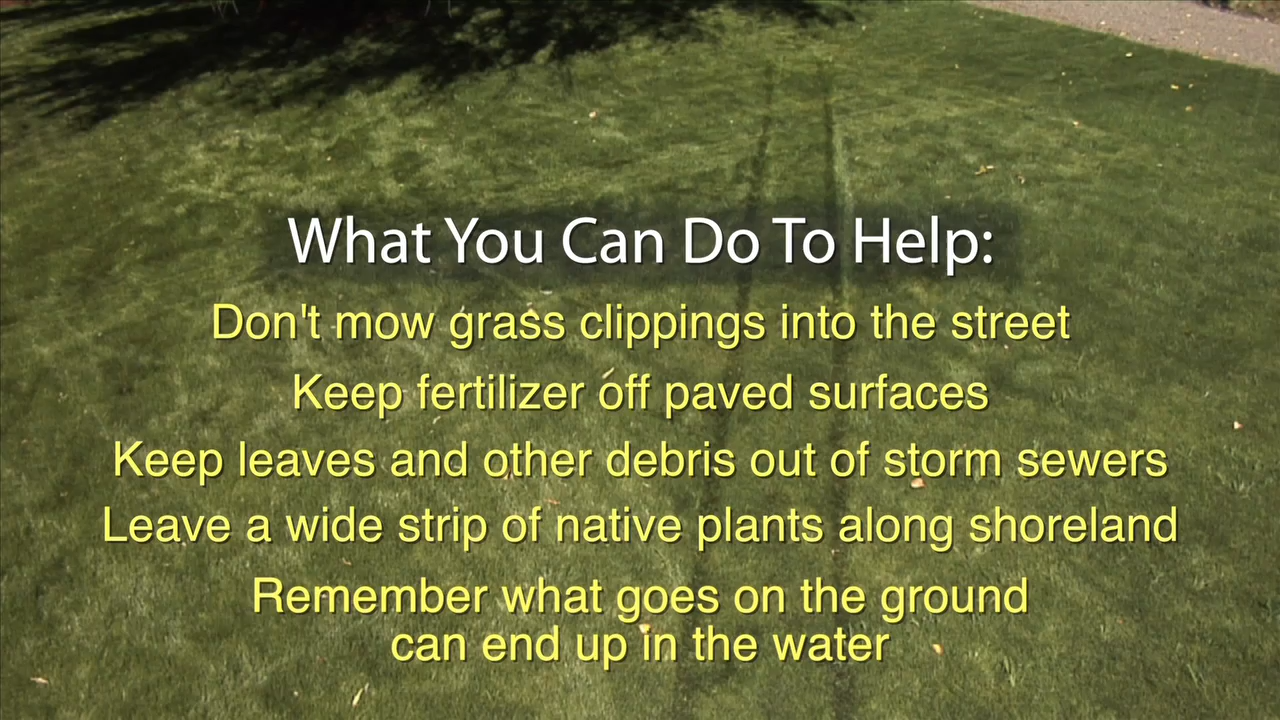 What You Can Do To Help:
Don't mow grass clippings into the street
Keep fertilizer off paved surfaces
Keep leaves and other debris out of storm sewers
Leave a wide strip of native plants along shoreland
Remember what goes on the ground
can end up in the water